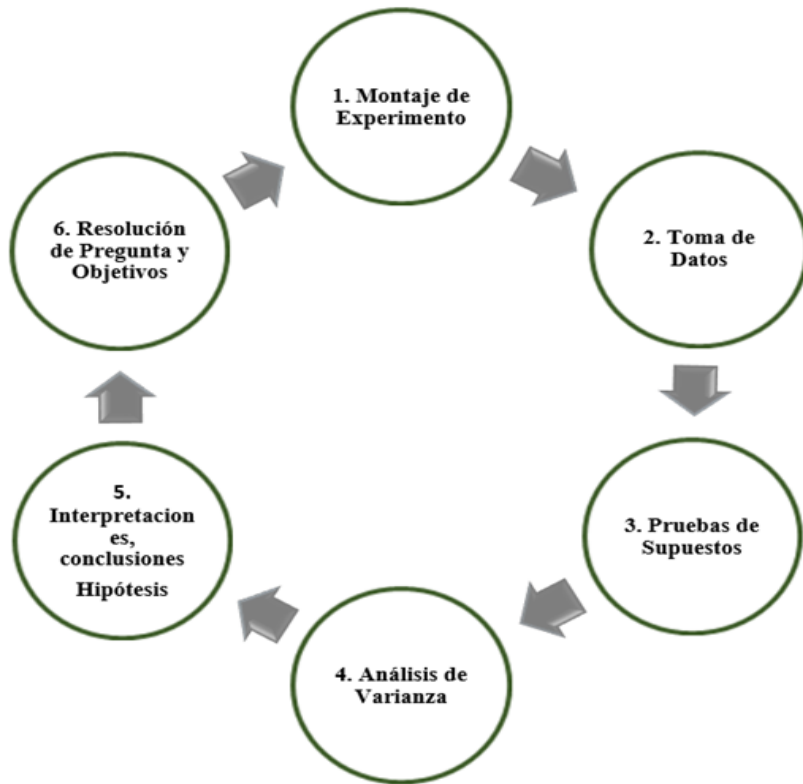 1. Montaje de
Experimento
2. Toma de
Datos
3. Pruebas de
Supuestos
4. Análisis de
Varianza
5.
Interpretacion
es,
conclusiones
Hipótesis
6. Resolución
de Pregunta y
Objetivos